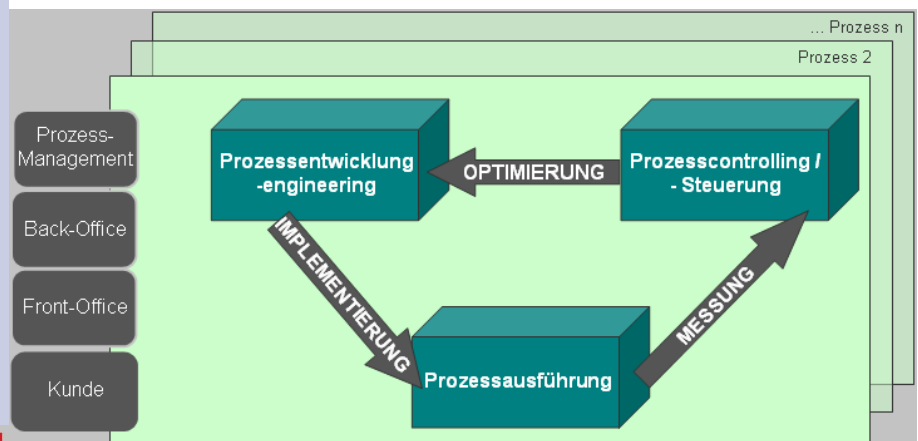 ... Prozess n
Prozess 2
Prozess-
Management
Back-Office
Front-Office
Kunde
Prozessentwicklung
-engineering
OPTIMIERUNG
Prozesscontrolling /
- Steuerung
IMPLEMENTIERUNG
MESSUNG
Prozessausführung